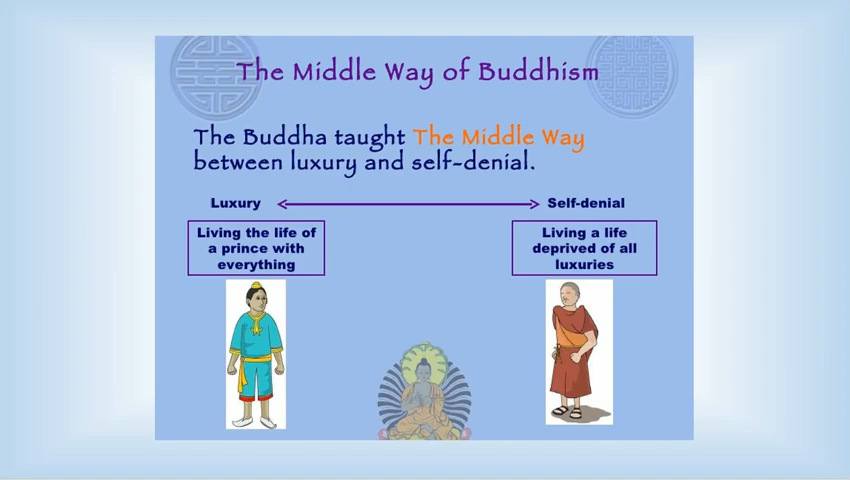 The Middle Way of Buddhism
The Buddha taught The Middle Way
between luxury and self-denial.
Luxury
Self-denial
Living the life of
a prince with
everything
Living a life
deprived of all
luxuries